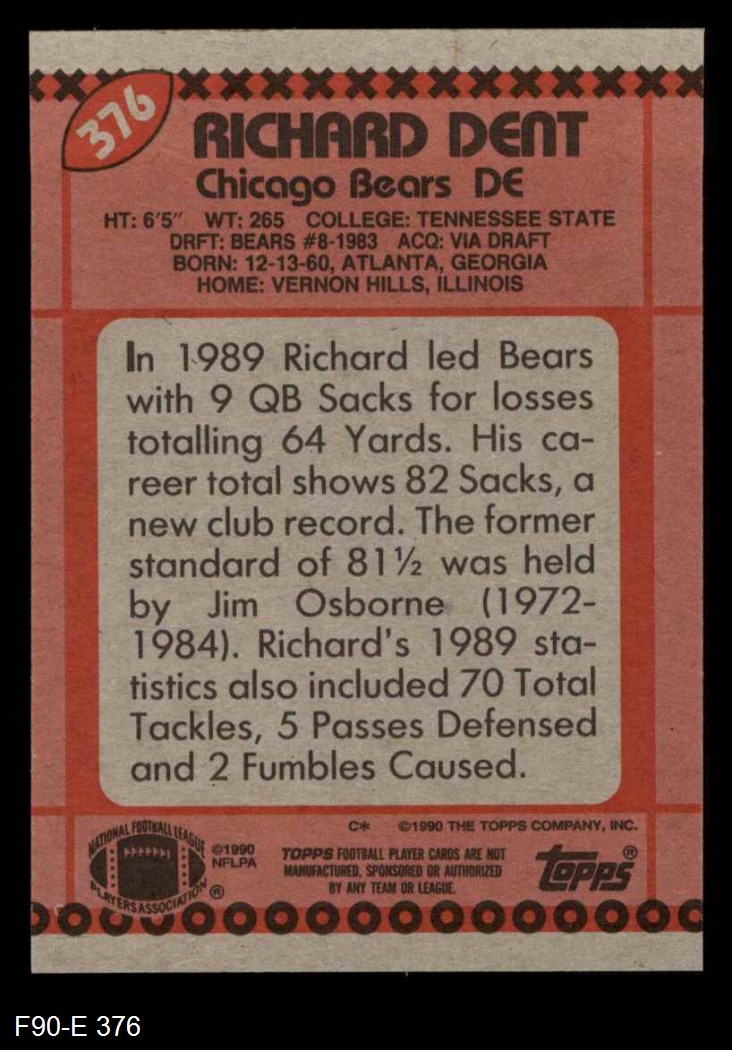 376
RICHARD DENT
Chicago Bears DE
HT: 6'5" WT: 265 COLLEGE: TENNESSEE STATE
DRFT: BEARS #8-1983 ACQ: VIA DRAFT
BORN: 12-13-60, ATLANTA, GEORGIA
HOME: VERNON HILLS, ILLINOIS
In 1989 Richard led Bears
with 9 QB Sacks for losses
totalling 64 Yards. His ca-
reer total shows 82 Sacks, a
new club record. The former
standard of 81½ was held
by Jim Osborne (1972-
1984). Richard's 1989 sta-
tistics also included 70 Total
Tackles, 5 Passes Defensed
and 2 Fumbles Caused.
C* ©1990 THE TOPPS COMPANY, INC.
NATIONAL FOOTBALL LEAGUE
PLAYERS ASSOCIATION ®
©1990
NFLPA
TOPPS FOOTBALL PLAYER CARDS ARE NOT
MANUFACTURED, SPONSORED OR AUTHORIZED
BY ANY TEAM OR LEAGUE.
Topps®
F90-E 376